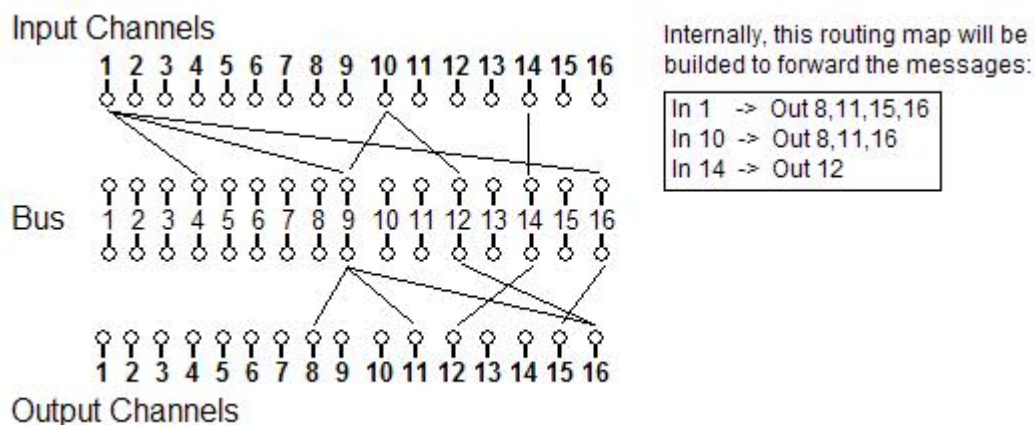 Input Channels
1 2 3 4 5 6 7 8 9 10 11 12 13 14 15 16
Bus 1 2 3 4 5 6 7 8 9 10 11 12 13 14 15 16
1 2 3 4 5 6 7 8 9 10 11 12 13 14 15 16
Output Channels
Internally, this routing map will be
builded to forward the messages:
In 1 -> Out 8,11,15,16
In 10 -> Out 8,11,16
In 14 -> Out 12